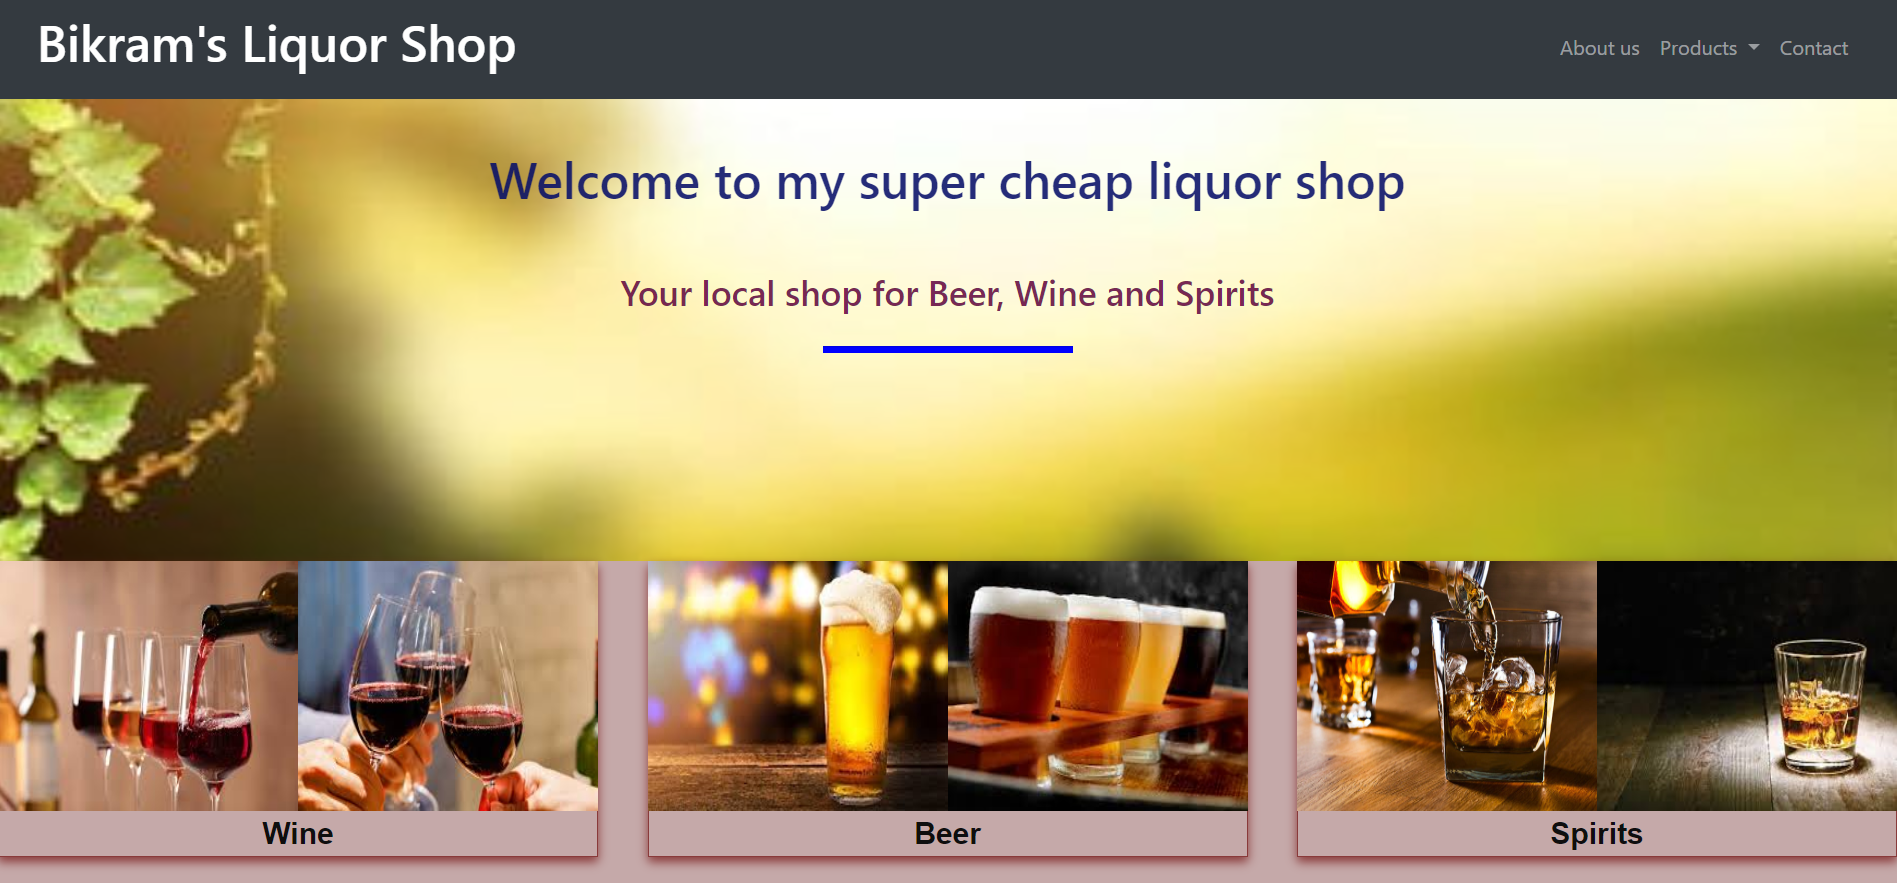 Bikram's Liquor Shop
About us Products Contact
Welcome to my super cheap liquor shop
Your local shop for Beer, Wine and Spirits
Wine
Beer
Spirits